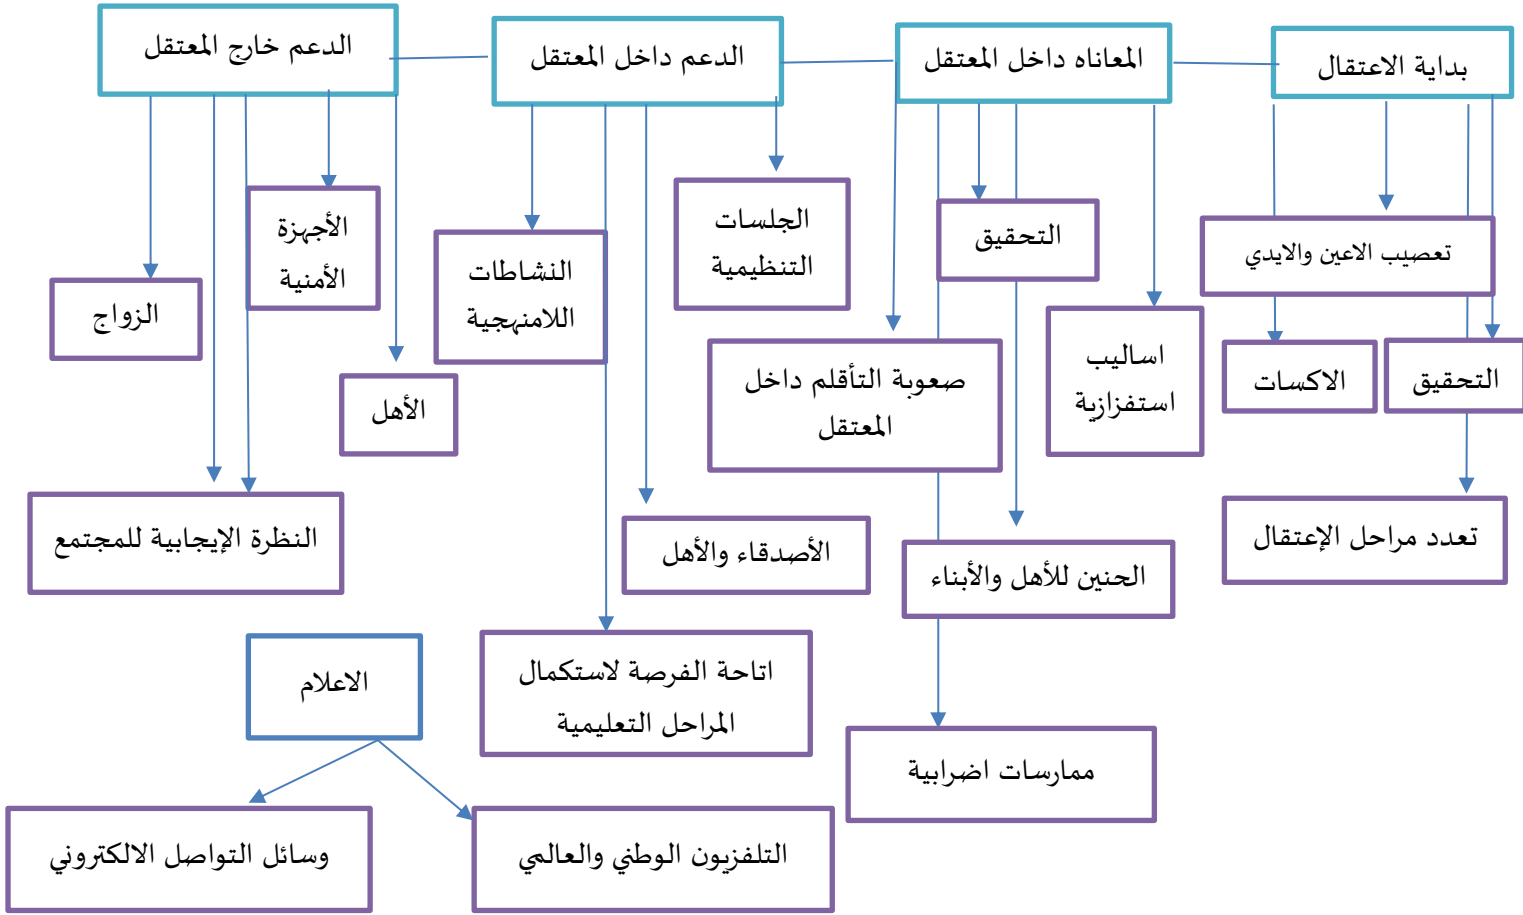 بداية الاعتقال
المعاناه داخل المعتقل
الدعم داخل المعتقل
الدعم خارج المعتقل
تعصيب الاعين والايدي
التحقيق
الاكسات
تعدد مراحل الإعتقال
التحقيق
اساليب
استفزازية
صعوبة التأقلم داخل
المعتقل
الحنين للأهل والأبناء
ممارسات اضرابية
الجلسات
التنظيمية
النشاطات
اللامنهجية
الأصدقاء والأهل
اتاحة الفرصة لاستكمال
المراحل التعليمية
الأجهزة
الأمنية
الزواج
الأهل
النظرة الإيجابية للمجتمع
الاعلام
التلفزيون الوطني والعالمي
وسائل التواصل الالكتروني